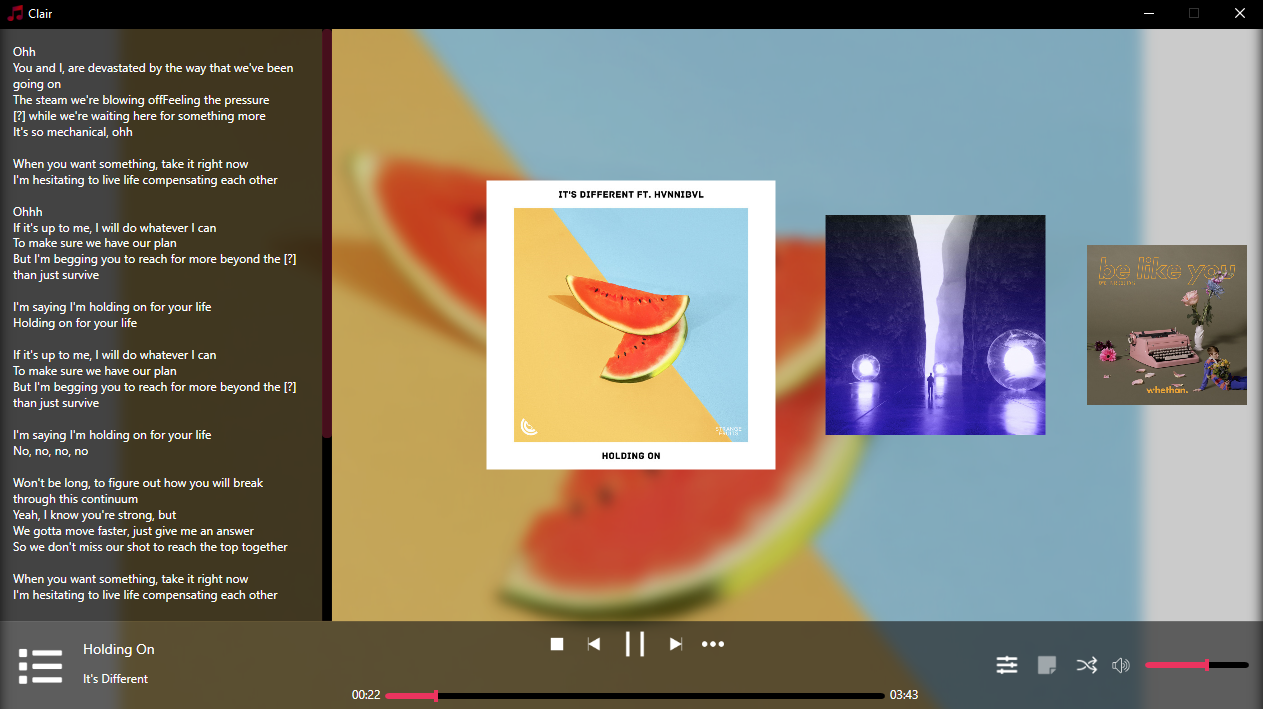 Clair
Ohh
You and I, are devastated by the way that we've been
going on
The steam we're blowing offFeeling the pressure
[?] while we're waiting here for something more
It's so mechanical, ohh
When you want something, take it right now
I'm hesitating to live life compensating each other
Ohhh
If it's up to me, I will do whatever I can
To make sure we have our plan
But I'm begging you to reach for more beyond the [?]
than just survive
I'm saying I'm holding on for your life
Holding on for your life
If it's up to me, I will do whatever I can
To make sure we have our plan
But I'm begging you to reach for more beyond the [?]
than just survive
I'm saying I'm holding on for your life
No, no, no, no
Won't be long, to figure out how you will break
through this continuum
Yeah, I know you're strong, but
We gotta move faster, just give me an answer
So we don't miss our shot to reach the top together
When you want something, take it right now
I'm hesitating to live life compensating each other
IT'S DIFFERENT FT. HVNNIBVL
STRANGE
FRUITS
HOLDING ON
be like you
whethan.
Holding On
It's Different
00:22
03:43